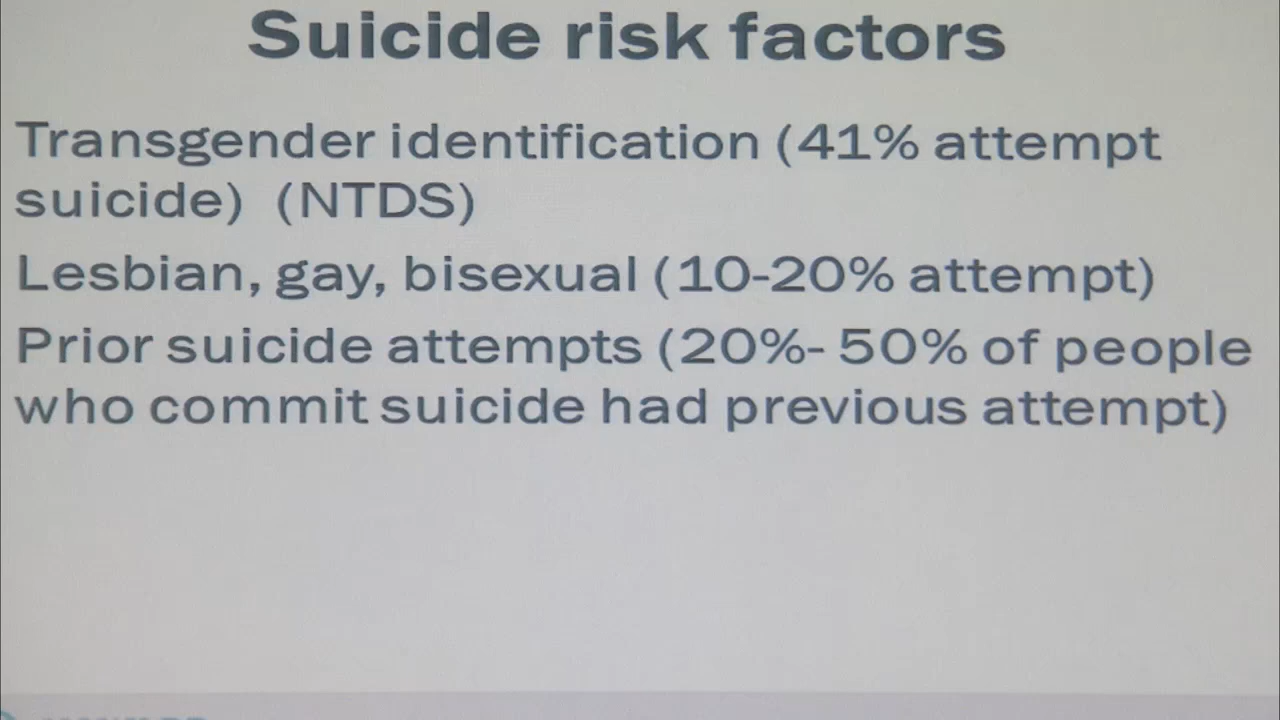 Suicide risk factors
Transgender identification (41% attempt
suicide) (NTDS)
Lesbian, gay, bisexual (10-20% attempt)
Prior suicide attempts (20%- 50% of people
who commit suicide had previous attempt)